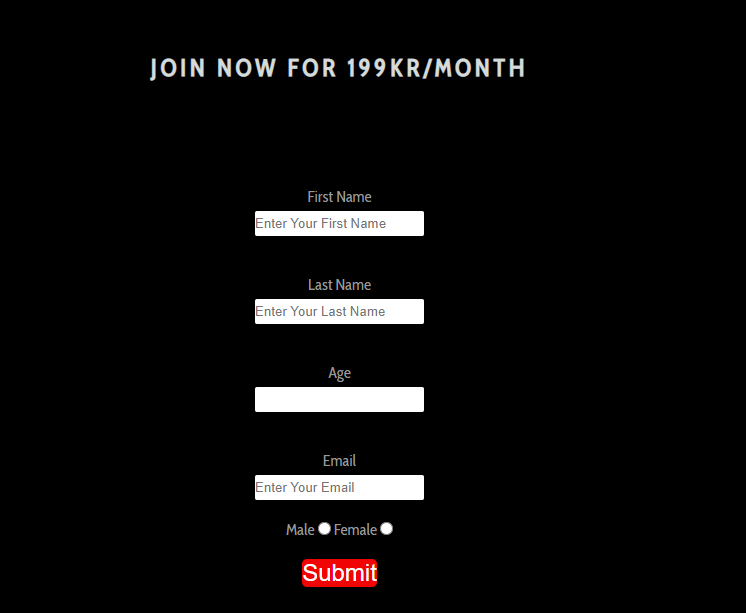 JOIN NOW FOR 199KR/MONTH
First Name
Enter Your First Name
Last Name
Enter Your Last Name
Age
Email
Enter Your Email
Male Female
Submit